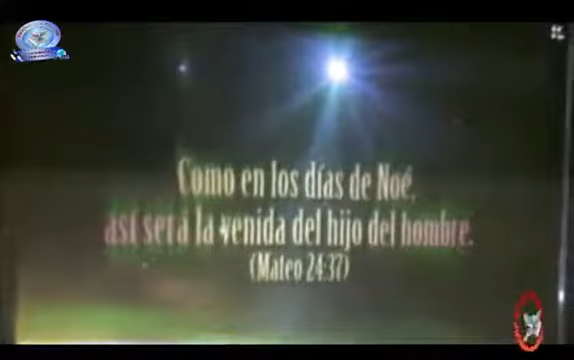 Como en los días de Noé,
así será la venida del hijo del hombre.
(Mateo 24:37)